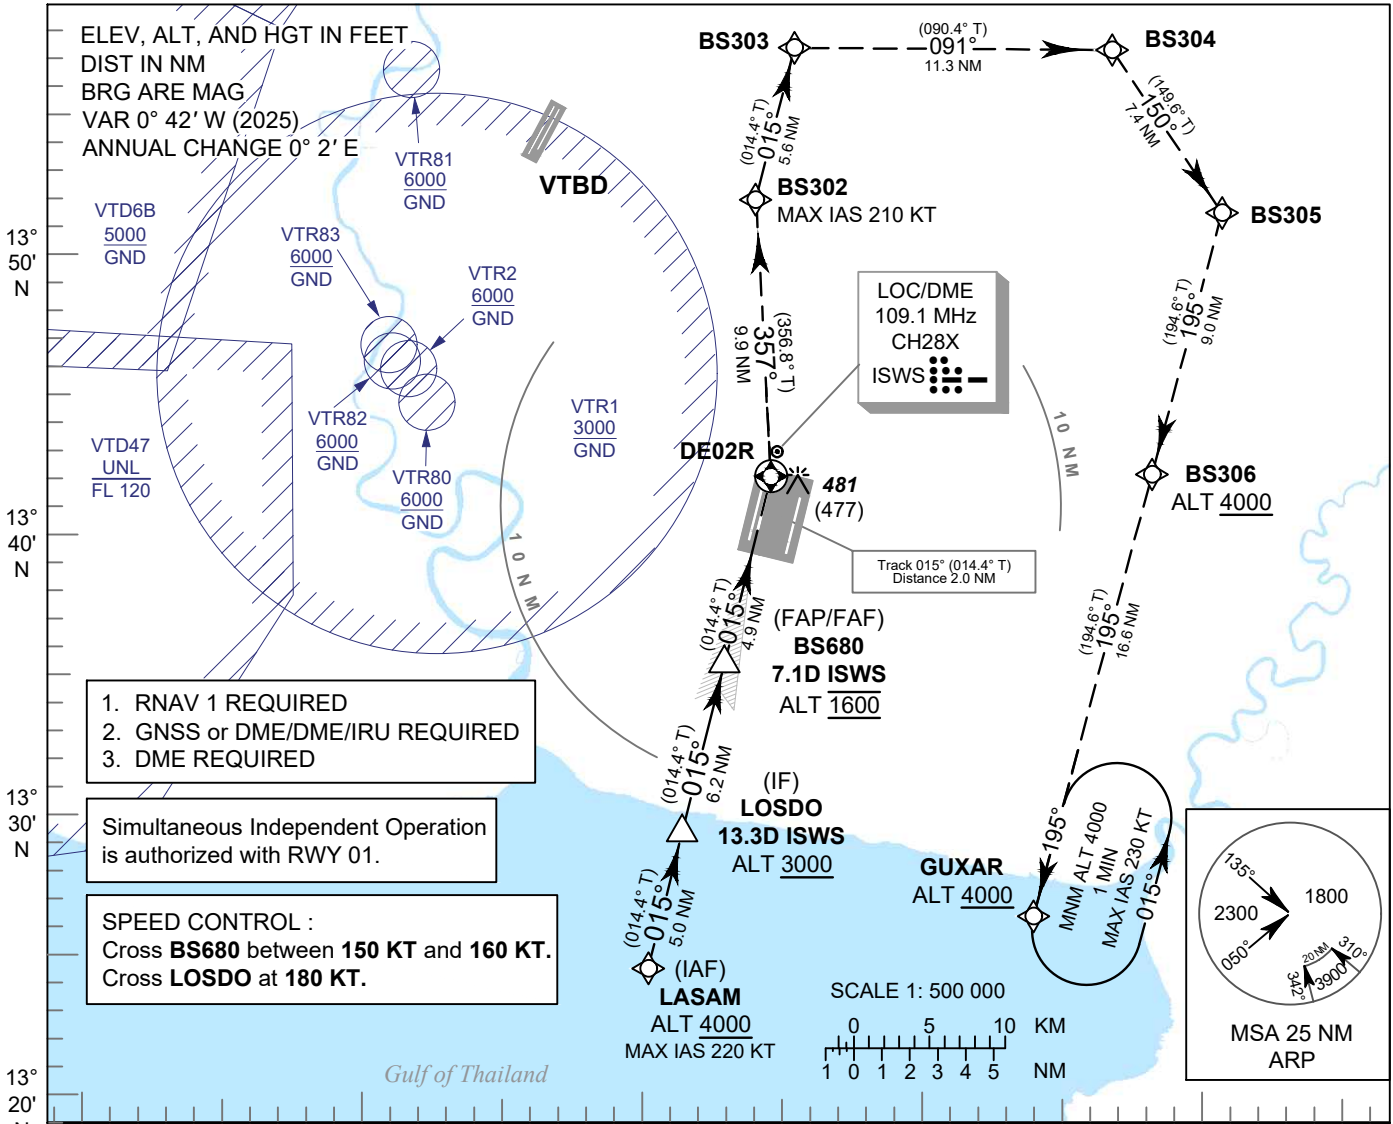 ELEV, ALT, AND HGT IN FEET
DIST IN NM
BRG ARE MAG
VAR 0° 42' W (2025)
ANNUAL CHANGE 0° 2' E
VTR81
6000
GND
VTBD
VTD6B
5000
GND
VTR83
6000
GND
VTR2
6000
GND
VTR82
6000
GND
VTR80
6000
GND
VTR1
3000
GND
VTD47
UNL
FL 120
13°
50'
N
13°
40'
N
13°
30'
N
13°
20'
N
BS303
(090.4° T)
091°
11.3 NM
BS304
(149.6° T)
150°
7.4 NM
BS305
(014.4° T)
015°
5.6 NM
BS302
MAX IAS 210 KT
(356.8° T)
357°
9.9 NM
LOC/DME
109.1 MHz
CH28X
ISWS
(194.6° T)
195°
9.0 NM
BS306
ALT 4000
DE02R
481
(477)
10 NM
10 NM
Track 015° (014.4° T)
Distance 2.0 NM
(014.4° T)
015°
4.9 NM
(FAP/FAF)
BS680
7.1D ISWS
ALT 1600
(194.6° T)
195°
16.6 NM
1. RNAV 1 REQUIRED
2. GNSS or DME/DME/IRU REQUIRED
3. DME REQUIRED
(014.4° T)
015°
6.2 NM
(IF)
LOSDO
13.3D ISWS
ALT 3000
Simultaneous Independent Operation
is authorized with RWY 01.
SPEED CONTROL :
Cross BS680 between 150 KT and 160 KT.
Cross LOSDO at 180 KT.
(014.4° T)
015°
5.0 NM
(IAF)
LASAM
ALT 4000
MAX IAS 220 KT
GUXAR
ALT 4000
195°
MNM ALT 4000
1 MIN
MAX IAS 230 KT
015°
SCALE 1: 500 000
0 5 10 KM
1 0 1 2 3 4 5 NM
Gulf of Thailand
135°
1800
2300
050°
20 NM
310°
342°
3900
MSA 25 NM
ARP